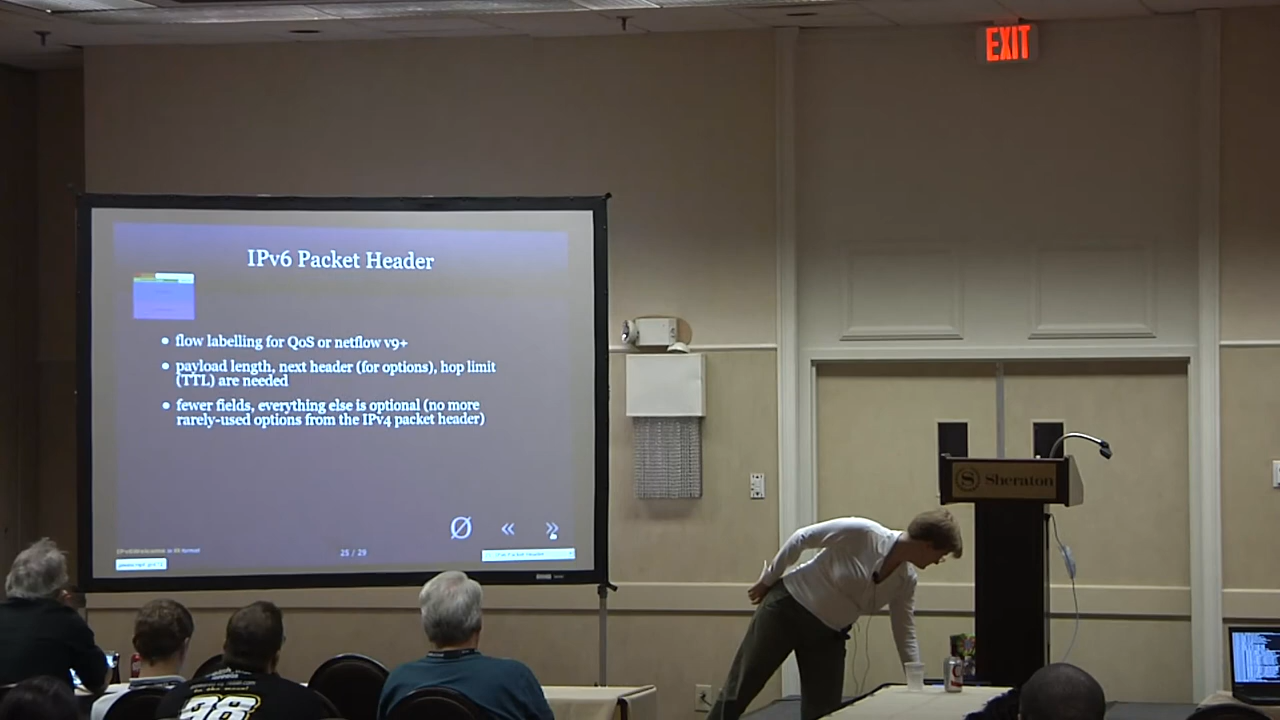 EXIT
IPv6 Packet Header
flow labelling for QoS or netflow v9+
payload length, next header (for options), hop limit
(TTL) are needed
fewer fields, everything else is optional (no more
rarely-used options from the IPv4 packet header)
Ø « »
25 / 29
Packet Header
Sheraton